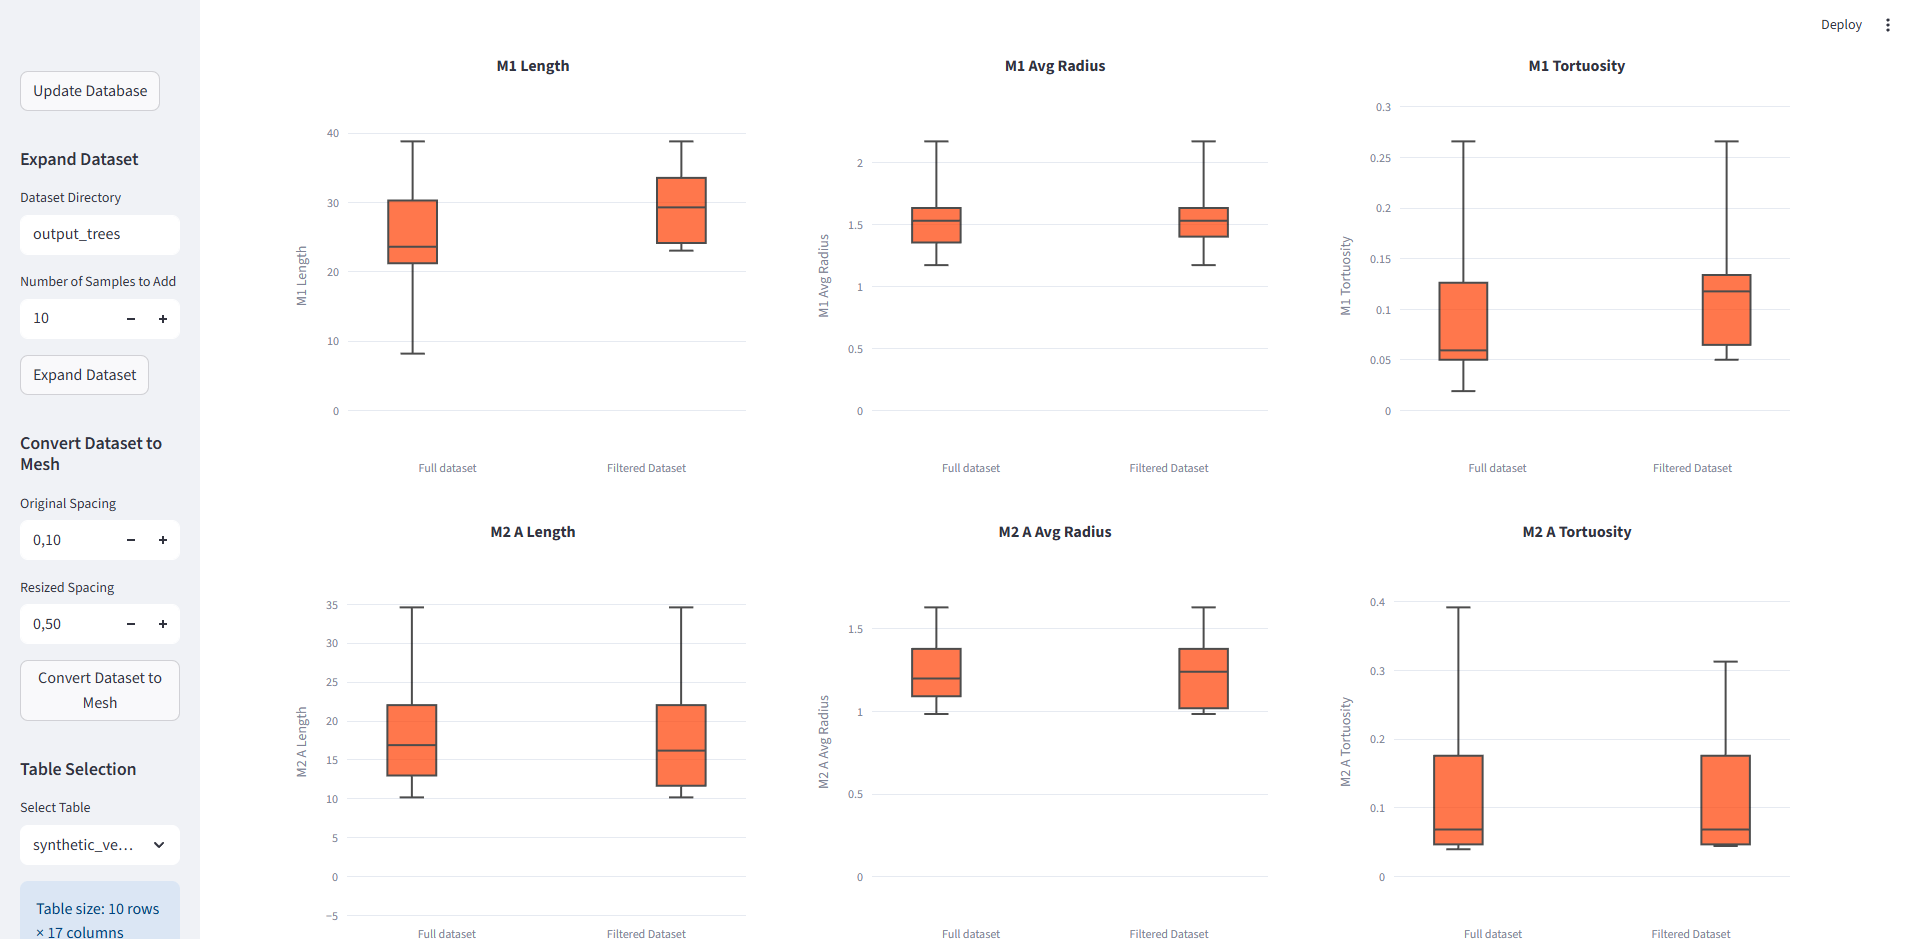 Deploy
Update Database
Expand Dataset
Dataset Directory
output_trees
Number of Samples to Add
10
Expand Dataset
Convert Dataset to
Mesh
Original Spacing
0,10
Resized Spacing
0,50
Convert Dataset to
Mesh
Table Selection
Select Table
synthetic_ve...
Table size: 10 rows
× 17 columns
M1 Length
40
30
20
10
0
M1 Length
Full dataset
Filtered Dataset
M1 Avg Radius
2
1.5
1
0.5
0
M1 Avg Radius
Full dataset
Filtered Dataset
M1 Tortuosity
0.3
0.25
0.2
0.15
0.1
0.05
0
M1 Tortuosity
Full dataset
Filtered Dataset
M2 A Length
35
30
25
20
15
10
5
0
−5
M2 A Length
Full dataset
Filtered Dataset
M2 A Avg Radius
1.5
1
0.5
0
M2 A Avg Radius
Full dataset
Filtered Dataset
M2 A Tortuosity
0.4
0.3
0.2
0.1
0
M2 A Tortuosity
Full dataset
Filtered Dataset